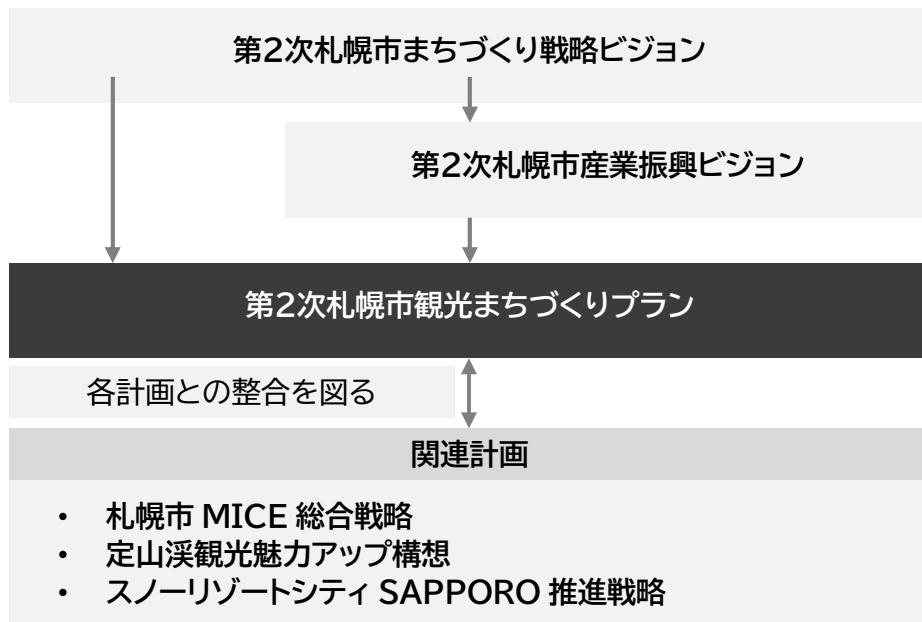 第2次札幌市まちづくり戦略ビジョン
第2次札幌市産業振興ビジョン
第2次札幌市観光まちづくりプラン
各計画との整合を図る
関連計画
• 札幌市 MICE 総合戦略
• 定山渓観光魅力アップ構想
• スノーリゾートシティ SAPPORO 推進戦略